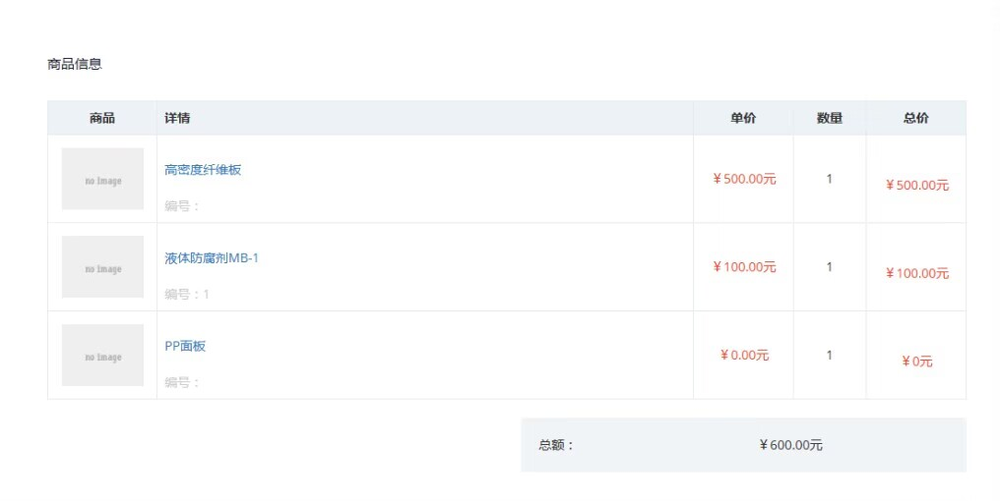 商品信息
商品 详情 单价 数量 总价
no image 高密度纤维板 ￥500.00元 1 ￥500.00元
编号：
no image 液体防腐剂MB-1 ￥100.00元 1 ￥100.00元
编号：1
no image PP面板 ￥0.00元 1 ￥0元
编号：
总额： ￥600.00元